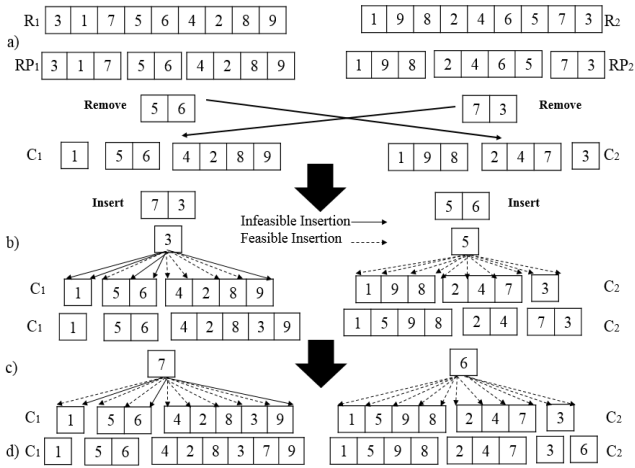 R1 3 1 7 5 6 4 2 8 9 1 9 8 2 4 6 5 7 3 R2
a)
RP1 3 1 7 5 6 4 2 8 9 1 9 8 2 4 6 5 7 3 RP2
Remove 5 6 7 3 Remove
C1 1 5 6 4 2 8 9 1 9 8 2 4 7 3 C2
Insert 7 3 5 6 Insert
Infeasible Insertion
Feasible Insertion
b) 3 5
C1 1 5 6 4 2 8 9 1 9 8 2 4 7 3 C2
C1 1 5 6 4 2 8 3 9 1 5 9 8 2 4 7 3 C2
c) 7 6
C1 1 5 6 4 2 8 3 9 1 5 9 8 2 4 7 3 C2
d) C1 1 5 6 4 2 8 3 7 9 1 5 9 8 2 4 7 3 6 C2